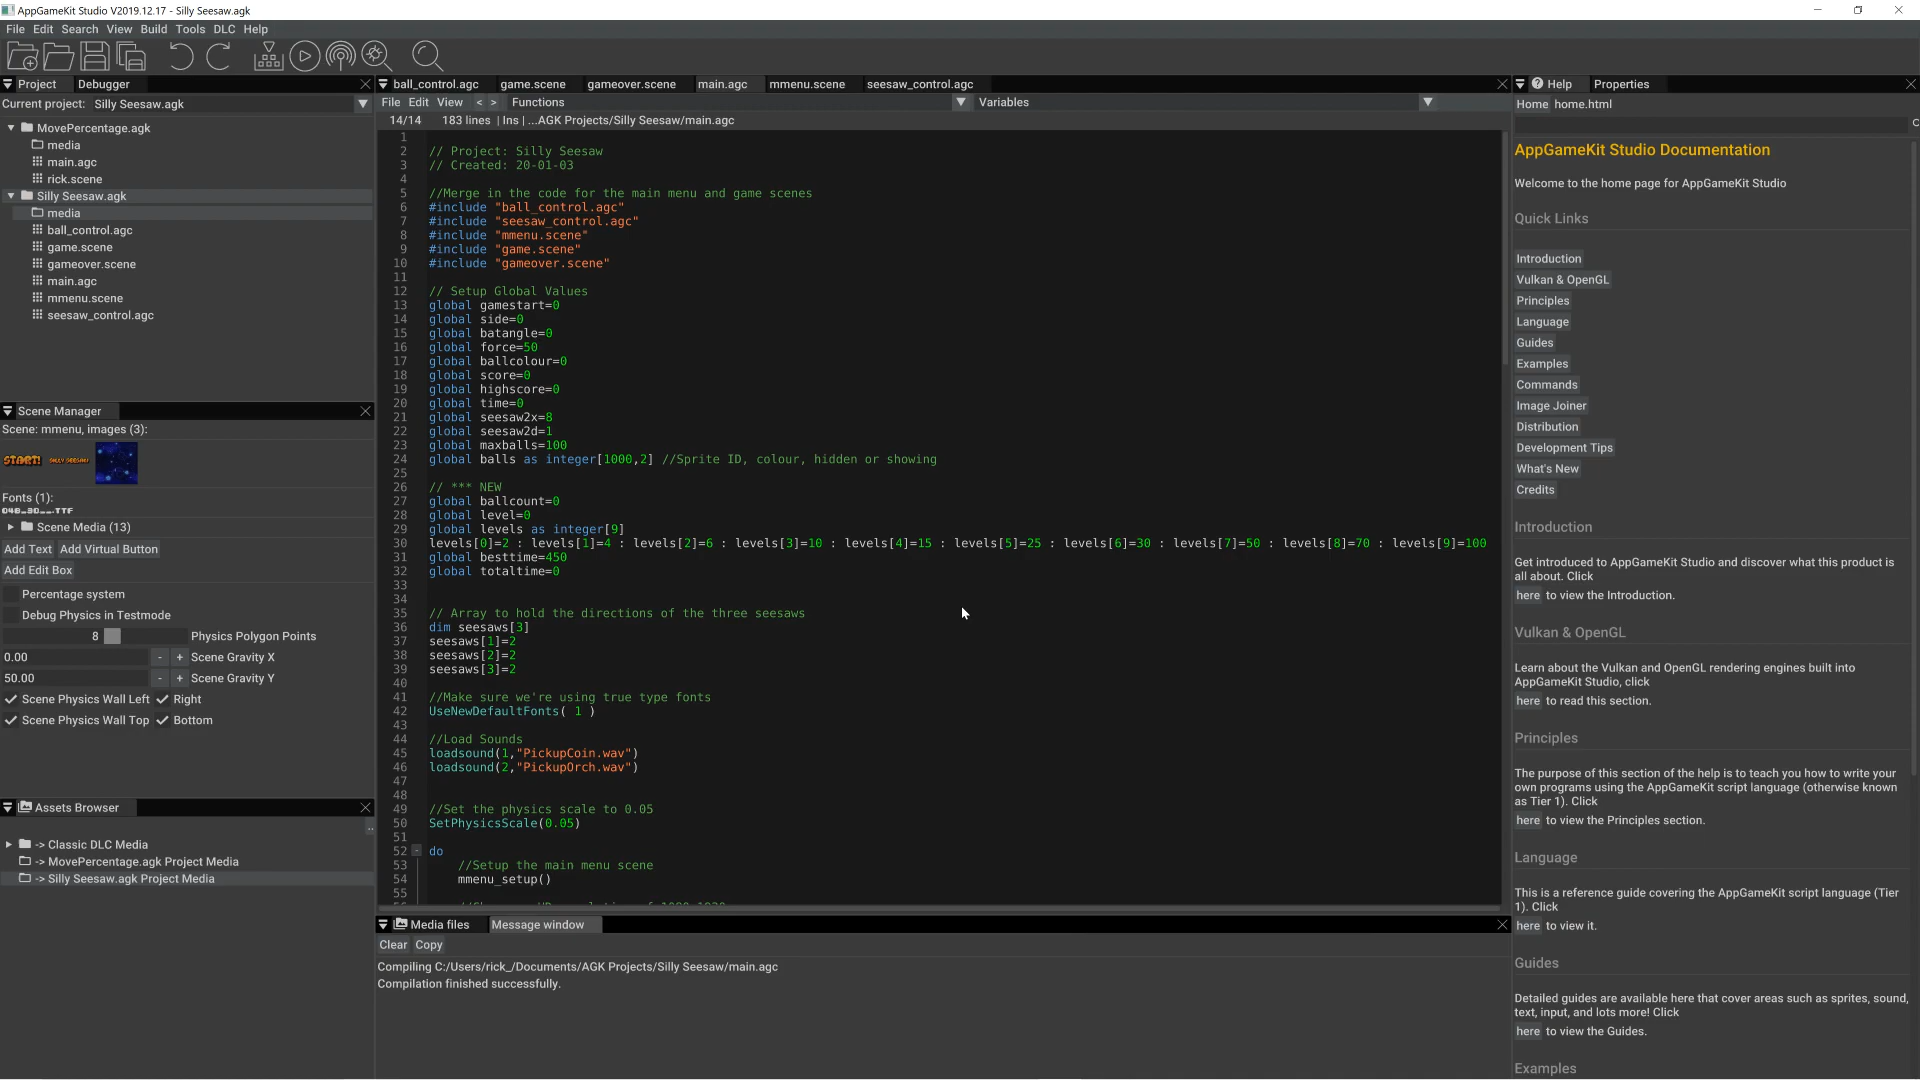 AppGameKit Studio V2019.12.17 - Silly Seesaw.agk
File Edit Search View Build Tools DLC Help
Project Debugger
Current project: Silly Seesaw.agk
MovePercentage.agk
media
main.agc
rick.scene
Silly Seesaw.agk
media
ball_control.agc
game.scene
gameover.scene
main.agc
mmenu.scene
seesaw_control.agc
Scene Manager
Scene: mmenu, images (3):
START! SILLY SEESAW
Fonts (1):
Scene Media (13)
Add Text Add Virtual Button
Add Edit Box
Percentage system
Debug Physics in Testmode
8 Physics Polygon Points
0.00 - + Scene Gravity X
50.00 - + Scene Gravity Y
Scene Physics Wall Left Right
Scene Physics Wall Top Bottom
Assets Browser
..
-> Classic DLC Media
-> MovePercentage.agk Project Media
-> Silly Seesaw.agk Project Media
ball_control.agc game.scene gameover.scene main.agc mmenu.scene seesaw_control.agc
File Edit View < > Functions Variables
14/14 183 lines | Ins | ...AGK Projects/Silly Seesaw/main.agc
1
2 // Project: Silly Seesaw
3 // Created: 20-01-03
4
5 //Merge in the code for the main menu and game scenes
6 #include "ball_control.agc"
7 #include "seesaw_control.agc"
8 #include "mmenu.scene"
9 #include "game.scene"
10 #include "gameover.scene"
11
12 // Setup Global Values
13 global gamestart=0
14 global side=0
15 global batangle=0
16 global force=50
17 global ballcolour=0
18 global score=0
19 global highscore=0
20 global time=0
21 global seesaw2x=8
22 global seesaw2d=1
23 global maxballs=100
24 global balls as integer[1000,2] //Sprite ID, colour, hidden or showing
25
26 // *** NEW
27 global ballcount=0
28 global level=0
29 global levels as integer[9]
30 levels[0]=2 : levels[1]=4 : levels[2]=6 : levels[3]=10 : levels[4]=15 : levels[5]=25 : levels[6]=30 : levels[7]=50 : levels[8]=70 : levels[9]=100
31 global besttime=450
32 global totaltime=0
33
34
35 // Array to hold the directions of the three seesaws
36 dim seesaws[3]
37 seesaws[1]=2
38 seesaws[2]=2
39 seesaws[3]=2
40
41 //Make sure we're using true type fonts
42 UseNewDefaultFonts( 1 )
43
44 //Load Sounds
45 loadsound(1,"PickupCoin.wav")
46 loadsound(2,"PickupOrch.wav")
47
48
49 //Set the physics scale to 0.05
50 SetPhysicsScale(0.05)
51
52 - do
53 //Setup the main menu scene
54 mmenu_setup()
55
Media files Message window
Clear Copy
Compiling C:/Users/rick_/Documents/AGK Projects/Silly Seesaw/main.agc
Compilation finished successfully.
Help Properties
Home home.html
AppGameKit Studio Documentation
Welcome to the home page for AppGameKit Studio
Quick Links
Introduction
Vulkan & OpenGL
Principles
Language
Guides
Examples
Commands
Image Joiner
Distribution
Development Tips
What's New
Credits
Introduction
Get introduced to AppGameKit Studio and discover what this product is
all about. Click
here to view the Introduction.
Vulkan & OpenGL
Learn about the Vulkan and OpenGL rendering engines built into
AppGameKit Studio, click
here to read this section.
Principles
The purpose of this section of the help is to teach you how to write your
own programs using the AppGameKit script language (otherwise known
as Tier 1). Click
here to view the Principles section.
Language
This is a reference guide covering the AppGameKit script language (Tier
1). Click
here to view it.
Guides
Detailed guides are available here that cover areas such as sprites, sound,
text, input, and lots more! Click
here to view the Guides.
Examples